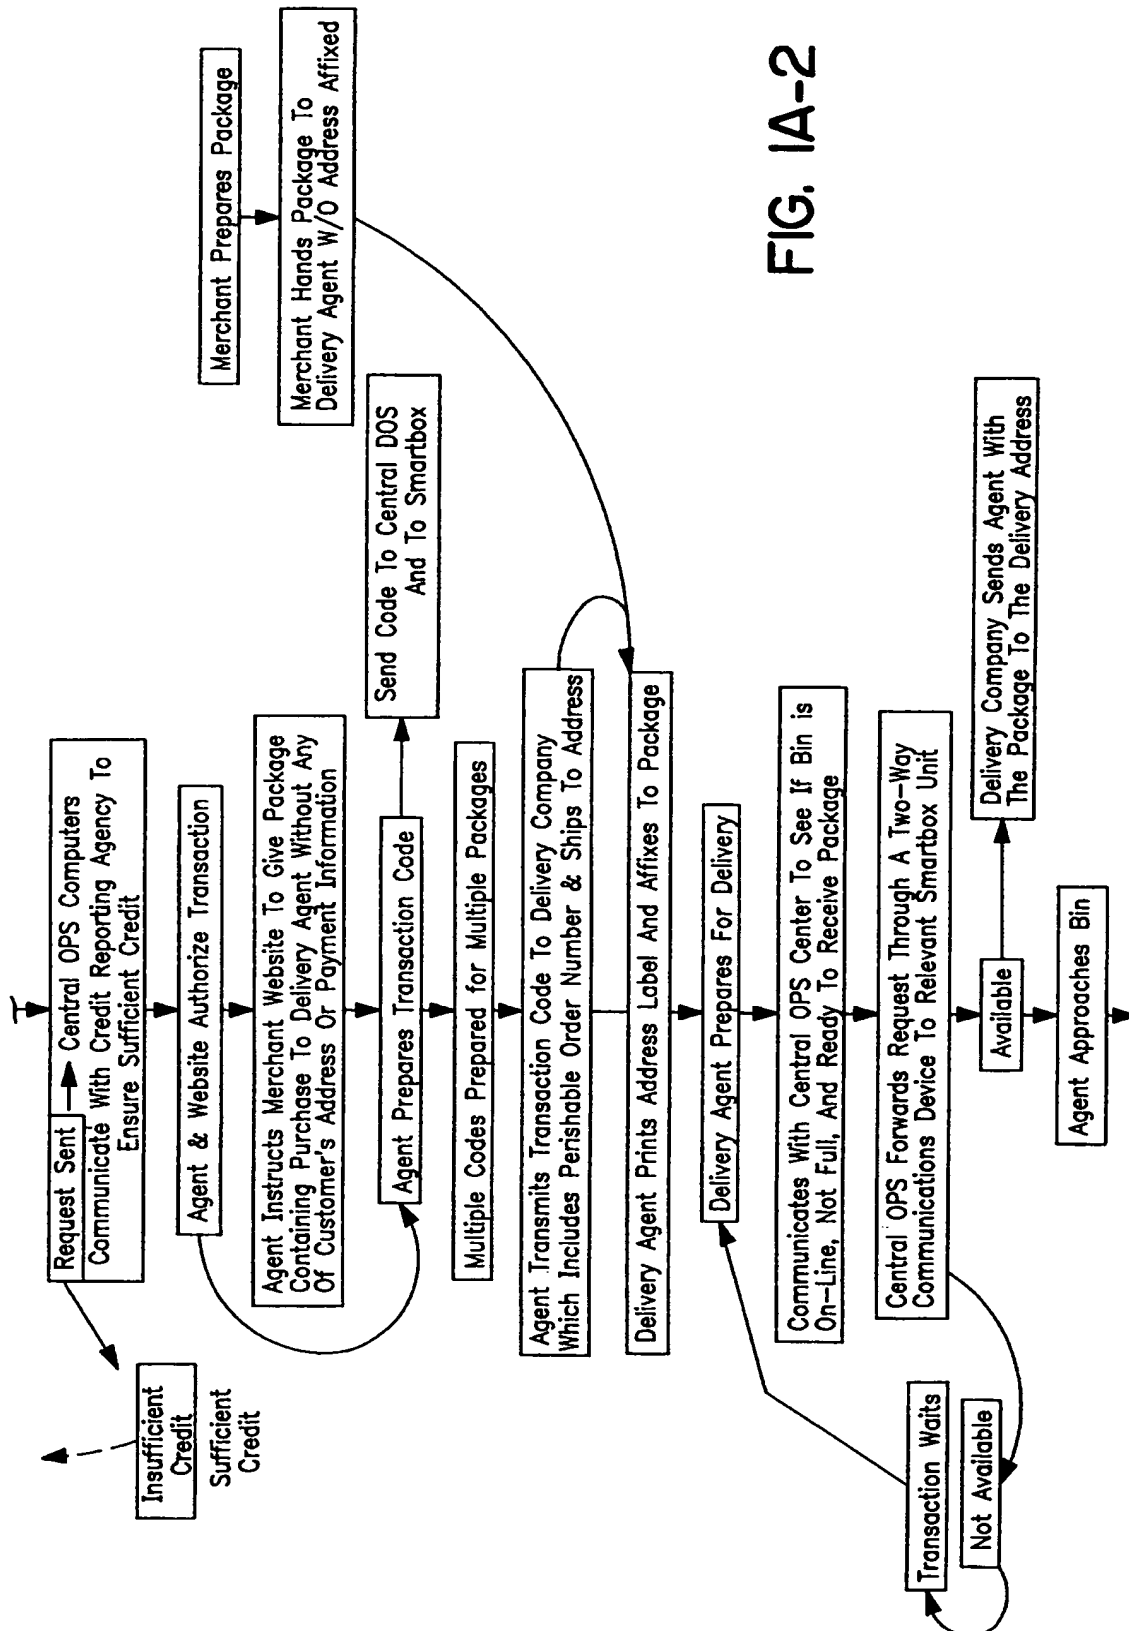 Request Sent
Central OPS Computers
Communicate With Credit Reporting Agency To
Ensure Sufficient Credit
Insufficient
Credit
Sufficient
Credit
Agent & Website Authorize Transaction
Agent Instructs Merchant Website To Give Package
Containing Purchase To Delivery Agent Without Any
Of Customer's Address Or Payment Information
Agent Prepares Transaction Code
Send Code To Central DOS
And To Smartbox
Merchant Prepares Package
Merchant Hands Package To
Delivery Agent W/O Address Affixed
Multiple Codes Prepared for Multiple Packages
Agent Transmits Transaction Code To Delivery Company
Which Includes Perishable Order Number & Ships To Address
Delivery Agent Prints Address Label And Affixes To Package
Delivery Agent Prepares For Delivery
Communicates With Central OPS Center To See If Bin is
On-Line, Not Full, And Ready To Receive Package
Central OPS Forwards Request Through A Two-Way
Communications Device To Relevant Smartbox Unit
Transaction Waits
Not Available
Available
Delivery Company Sends Agent With
The Package To The Delivery Address
Agent Approaches Bin
FIG. 1A-2